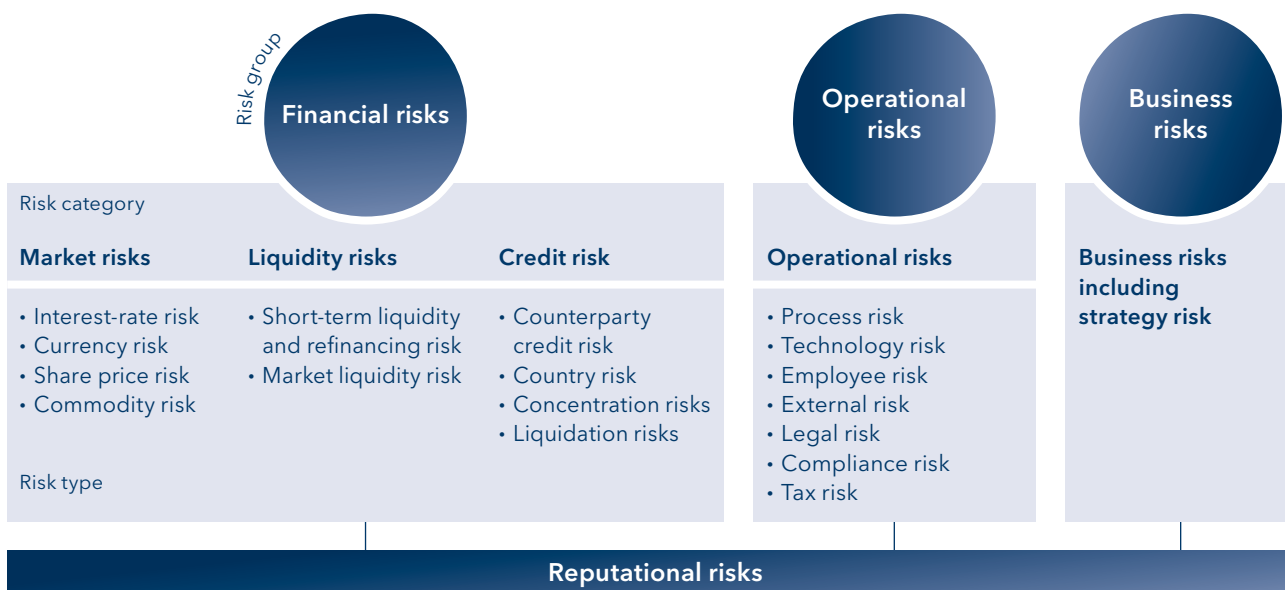 Risk group
Financial risks
Operational
risks
Business
risks
Risk category
Market risks
Liquidity risks
Credit risk
Operational risks
Business risks
including
strategy risk
• Interest-rate risk
• Currency risk
• Share price risk
• Commodity risk
• Short-term liquidity
and refinancing risk
• Market liquidity risk
• Counterparty
credit risk
• Country risk
• Concentration risks
• Liquidation risks
• Process risk
• Technology risk
• Employee risk
• External risk
• Legal risk
• Compliance risk
• Tax risk
Risk type
Reputational risks